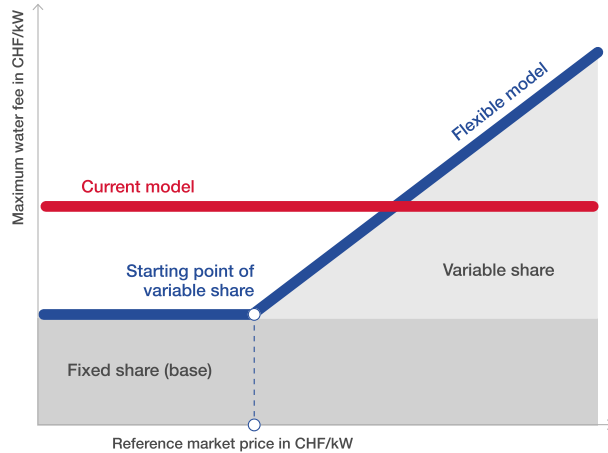 Maximum water fee in CHF/kW
Flexible model
Current model
Starting point of
variable share
Variable share
Fixed share (base)
Reference market price in CHF/kW